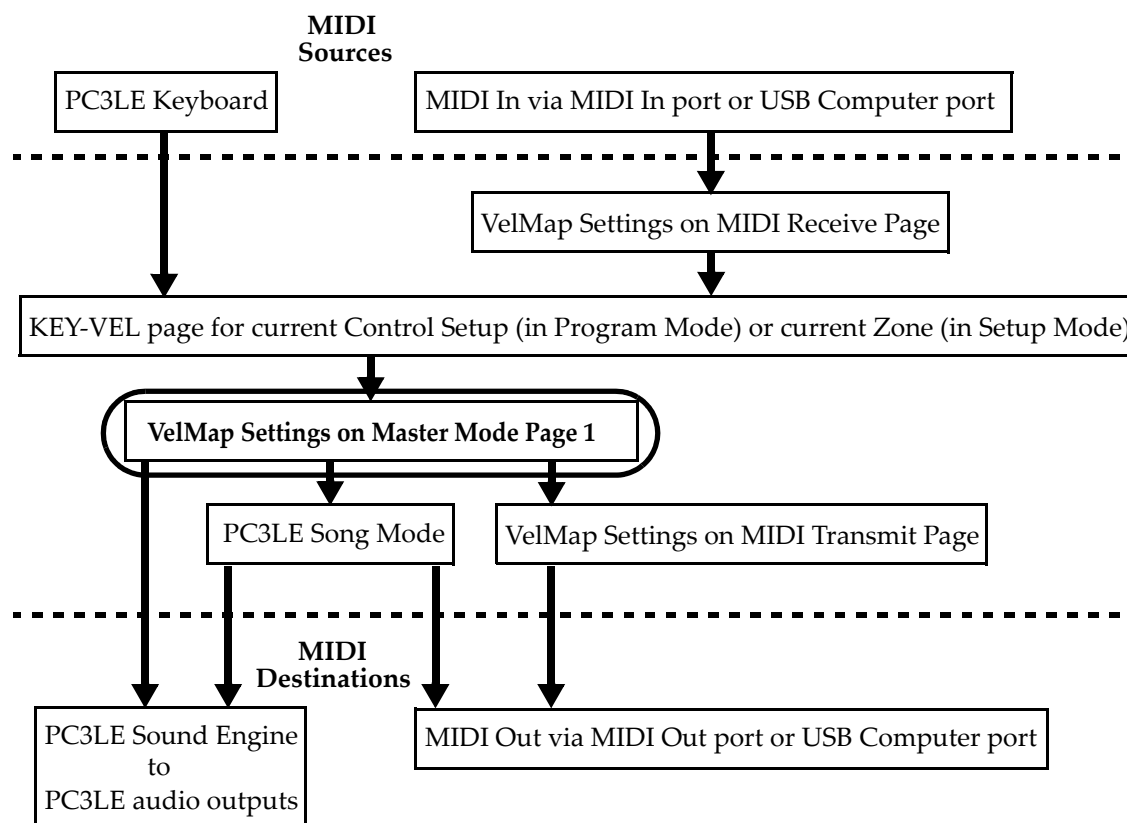 MIDI
Sources
PC3LE Keyboard
MIDI In via MIDI In port or USB Computer port
VelMap Settings on MIDI Receive Page
KEY-VEL page for current Control Setup (in Program Mode) or current Zone (in Setup Mode)
VelMap Settings on Master Mode Page 1
PC3LE Song Mode
VelMap Settings on MIDI Transmit Page
MIDI
Destinations
PC3LE Sound Engine
to
PC3LE audio outputs
MIDI Out via MIDI Out port or USB Computer port